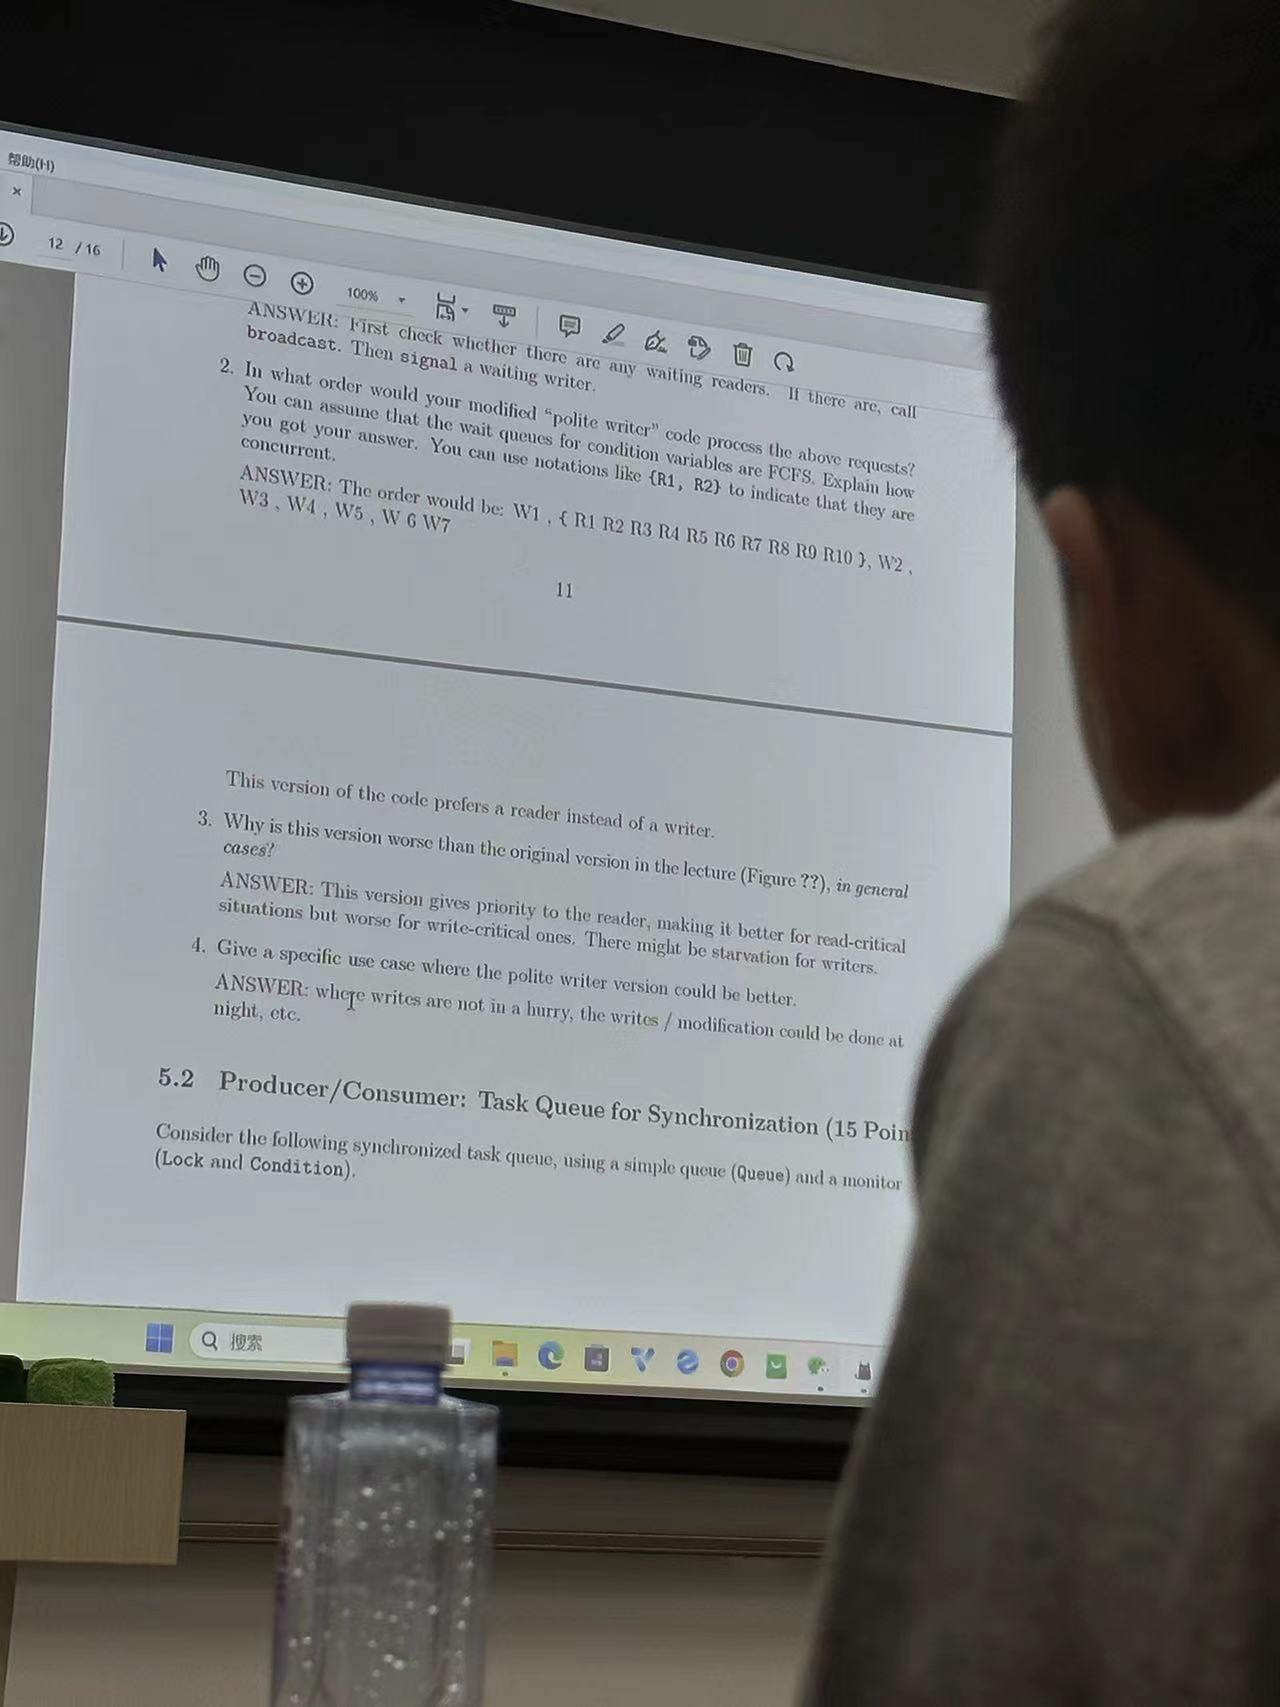 帮助(H)
×
12 / 16
100%
ANSWER: First check whether there are any waiting readers. If there are, call
broadcast. Then signal a waiting writer.
2. In what order would your modified “polite writer” code process the above requests?
You can assume that the wait queues for condition variables are FCFS. Explain how
you got your answer. You can use notations like {R1, R2} to indicate that they are
concurrent.
ANSWER: The order would be: W1 , { R1 R2 R3 R4 R5 R6 R7 R8 R9 R10 }, W2 ,
W3 , W4 , W5 , W 6 W7
11
This version of the code prefers a reader instead of a writer.
3. Why is this version worse than the original version in the lecture (Figure ??), in general
cases?
ANSWER: This version gives priority to the reader, making it better for read-critical
situations but worse for write-critical ones. There might be starvation for writers.
4. Give a specific use case where the polite writer version could be better.
ANSWER: where writes are not in a hurry, the writes / modification could be done at
night, etc.
5.2 Producer/Consumer: Task Queue for Synchronization (15 Poin
Consider the following synchronized task queue, using a simple queue (Queue) and a monitor
(Lock and Condition).
搜索